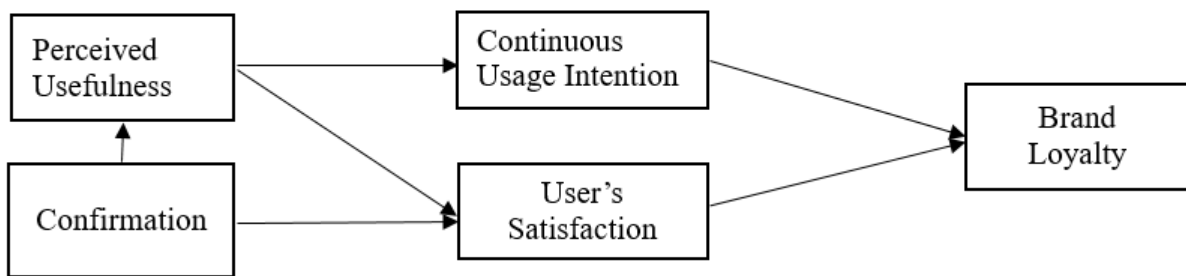 Perceived
Usefulness
Continuous
Usage Intention
Brand
Loyalty
Confirmation
User's
Satisfaction